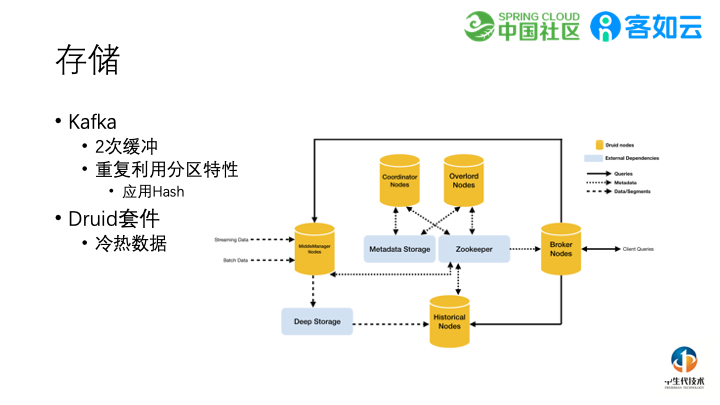 SPRING CLOUD
中国社区
客如云
存储
• Kafka
• 2次缓冲
• 重复利用分区特性
• 应用Hash
• Druid套件
• 冷热数据
Druid nodes
External Dependencies
Queries
Metadata
Data/Segments
Coordinator
Nodes
Overlord
Nodes
Streaming Data
Batch Data
MiddleManager
Nodes
Metadata Storage
Zookeeper
Broker
Nodes
Client Queries
Deep Storage
Historical
Nodes
中生代技术
FRESHMAN TECHNOLOGY